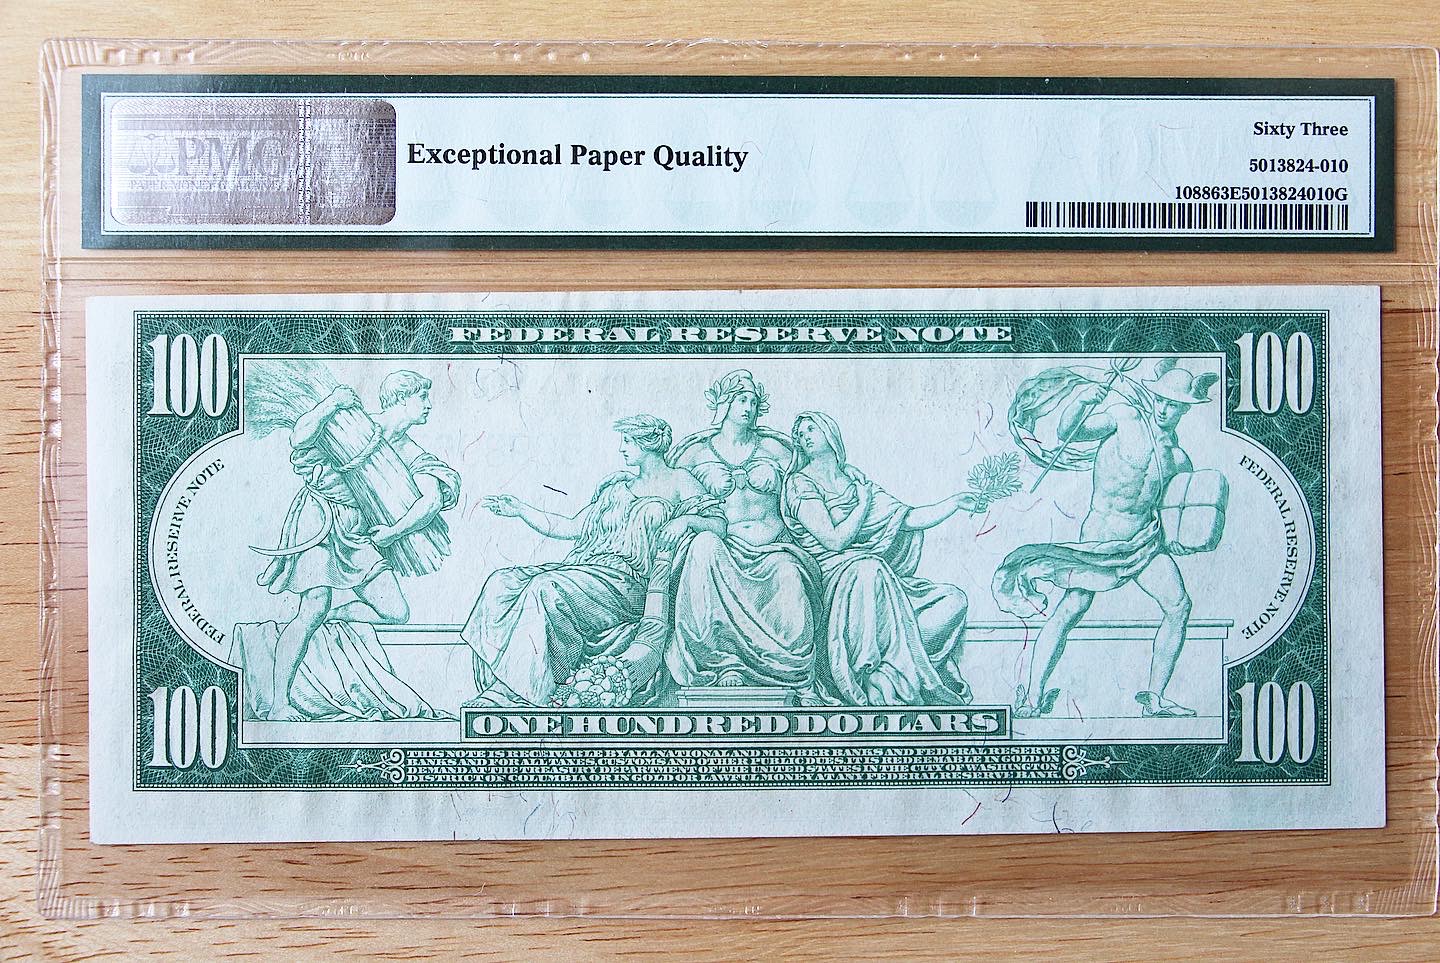 PMG
Exceptional Paper Quality
Sixty Three
5013824-010
108863E5013824010G
FEDERAL RESERVE NOTE
100
100
FEDERAL RESERVE NOTE
FEDERAL RESERVE NOTE
100
100
ONE HUNDRED DOLLARS
THIS NOTE IS RECEIVABLE BY ALL NATIONAL AND MEMBER BANKS AND FEDERAL RESERVE
BANKS AND FOR ALL TAXES, CUSTOMS AND OTHER PUBLIC DUES. IT IS REDEEMABLE IN GOLD ON
DEMAND AT THE TREASURY DEPARTMENT OF THE UNITED STATES IN THE CITY OF WASHINGTON
DISTRICT OF COLUMBIA OR IN GOLD OR LAWFUL MONEY AT ANY FEDERAL RESERVE BANK